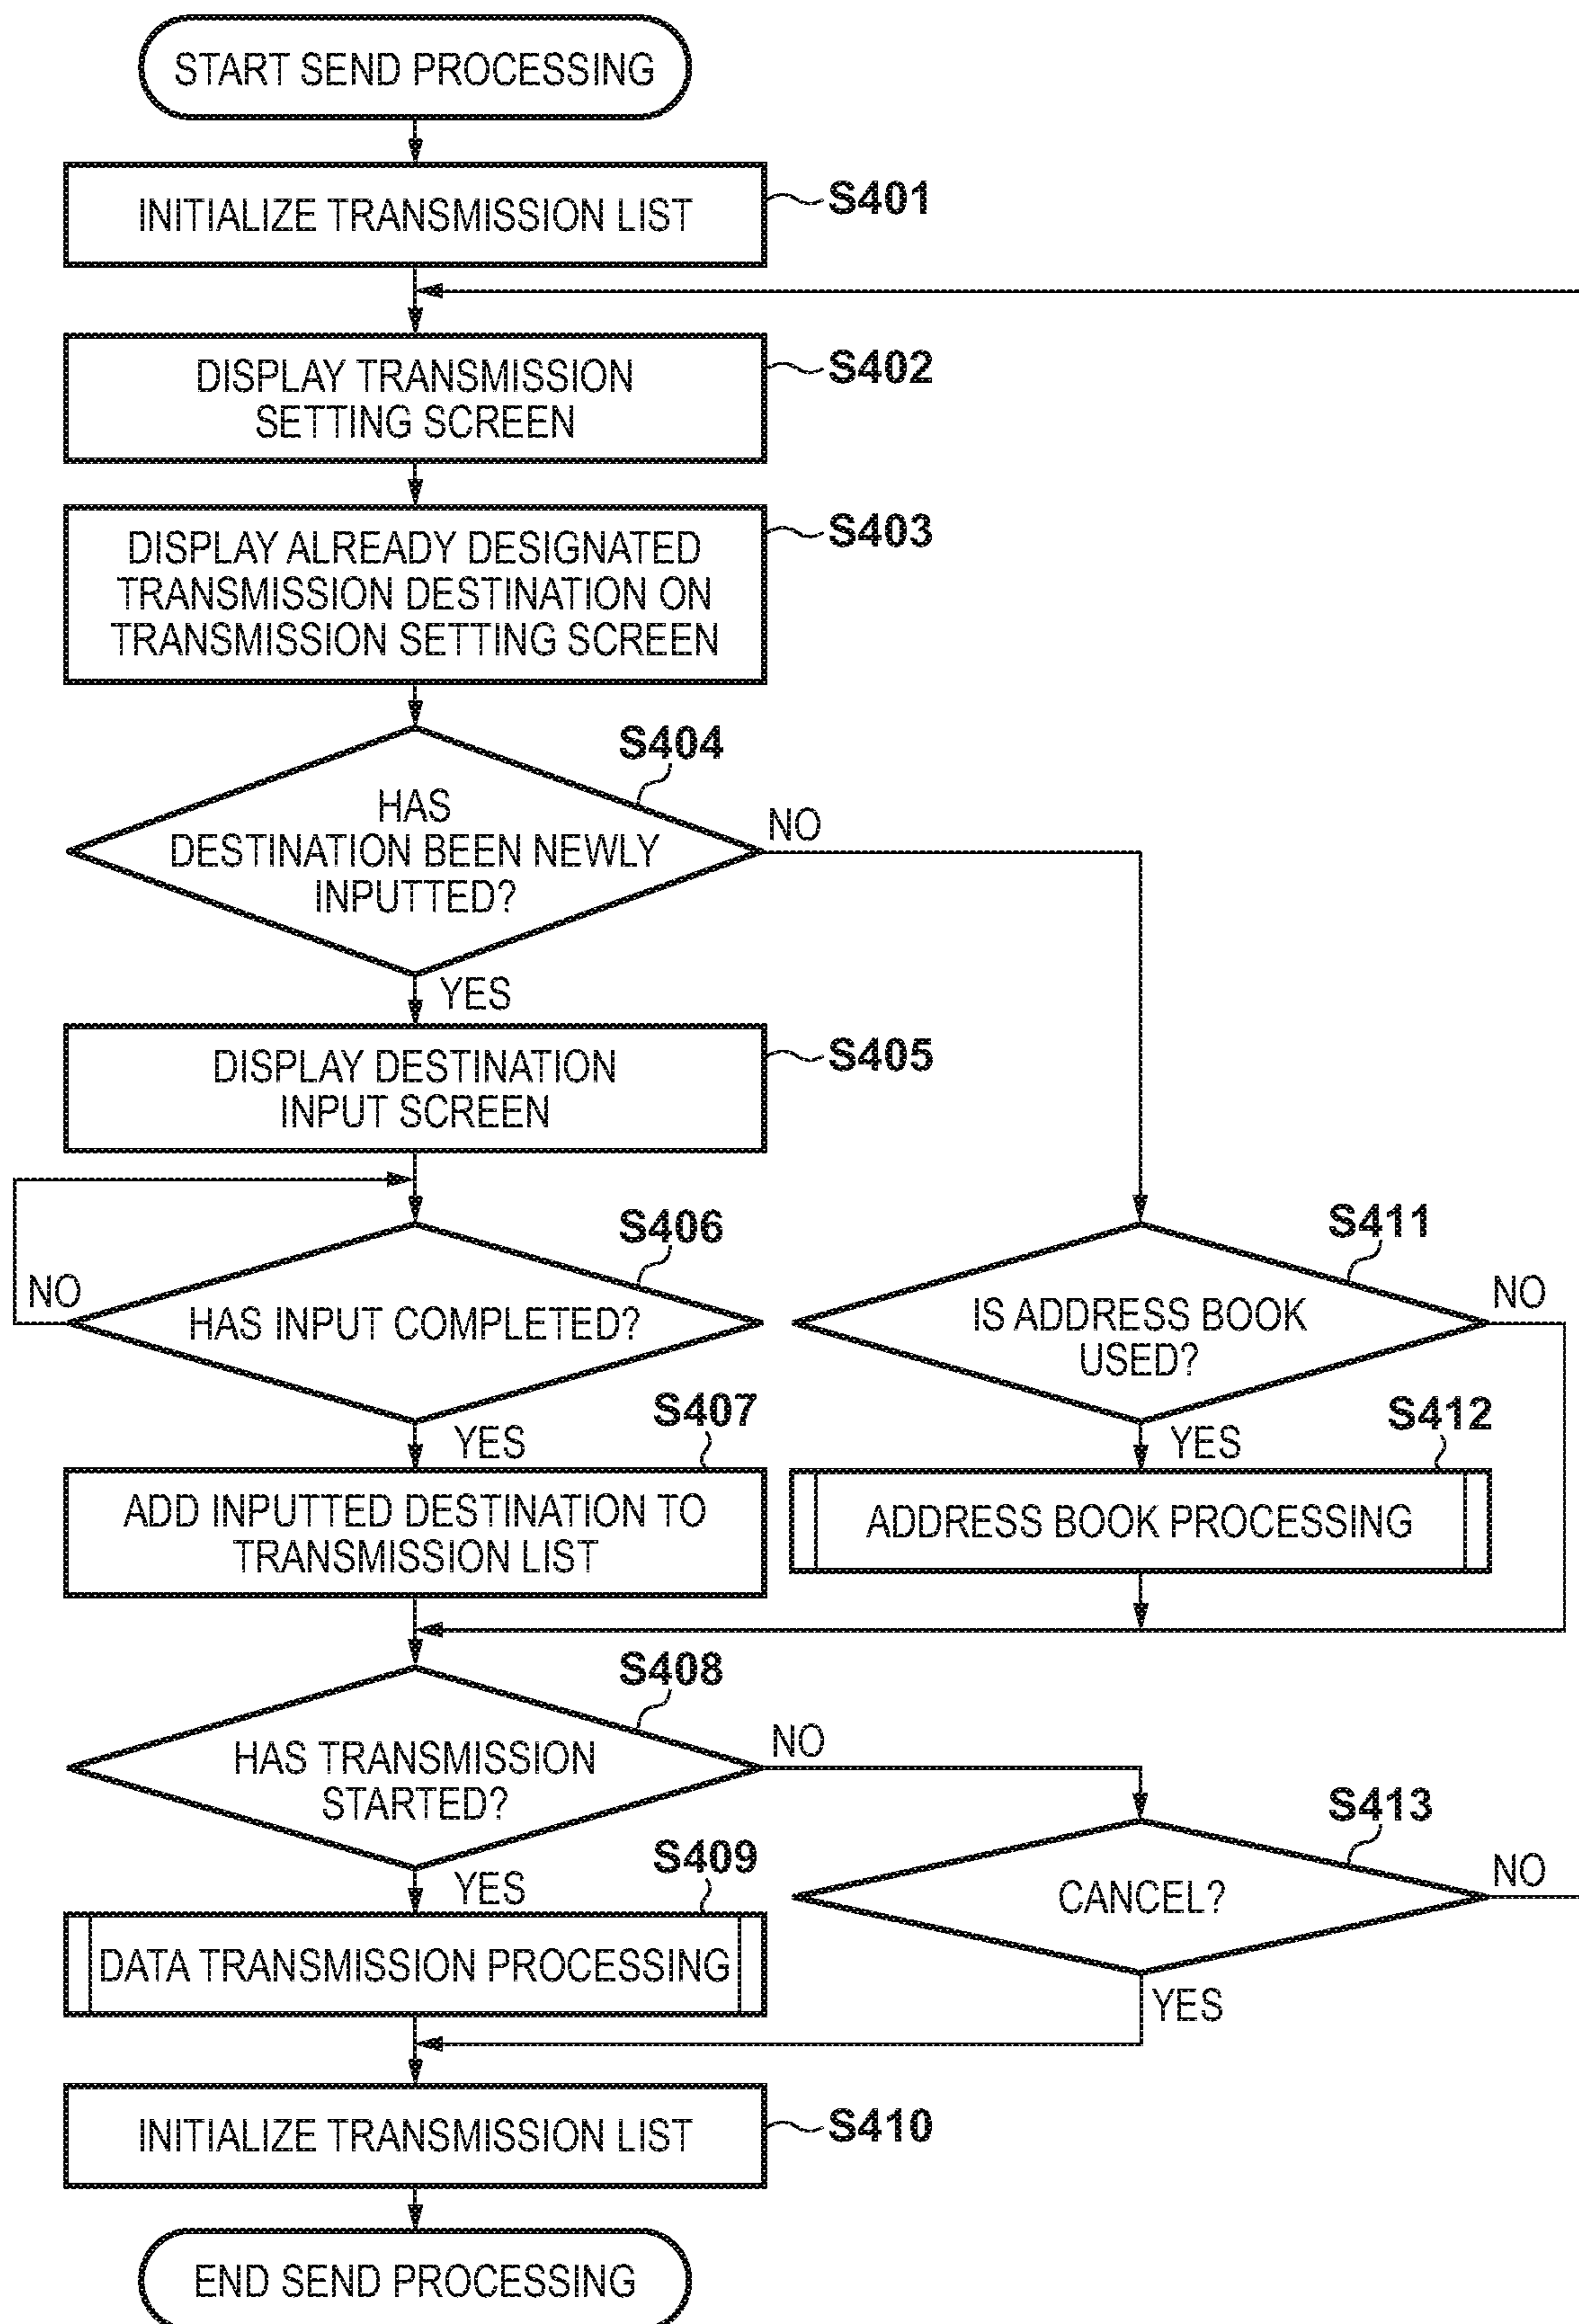 START SEND PROCESSING
INITIALIZE TRANSMISSION LIST
S401
DISPLAY TRANSMISSION
SETTING SCREEN
S402
DISPLAY ALREADY DESIGNATED
TRANSMISSION DESTINATION ON
TRANSMISSION SETTING SCREEN
S403
S404
HAS
DESTINATION BEEN NEWLY
INPUTTED?
NO
YES
DISPLAY DESTINATION
INPUT SCREEN
S405
S406
HAS INPUT COMPLETED?
NO
YES
S411
IS ADDRESS BOOK
USED?
NO
YES
S407
ADD INPUTTED DESTINATION TO
TRANSMISSION LIST
S412
ADDRESS BOOK PROCESSING
S408
HAS TRANSMISSION
STARTED?
NO
YES
S413
CANCEL?
NO
YES
S409
DATA TRANSMISSION PROCESSING
INITIALIZE TRANSMISSION LIST
S410
END SEND PROCESSING